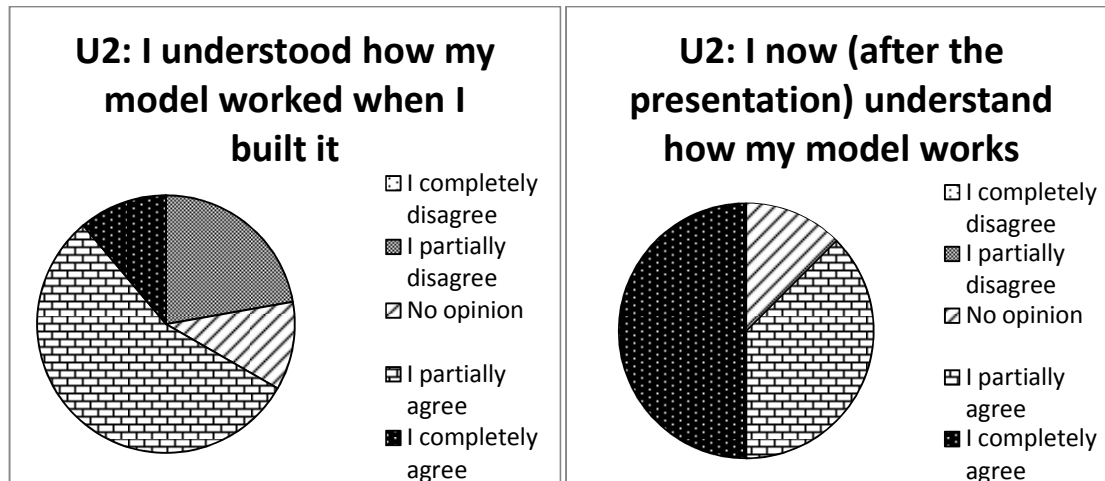 U2: I understood how my
model worked when I
built it
I completely
disagree
I partially
disagree
No opinion
I partially
agree
I completely
agree
U2: I now (after the
presentation) understand
how my model works
I completely
disagree
I partially
disagree
No opinion
I partially
agree
I completely
agree